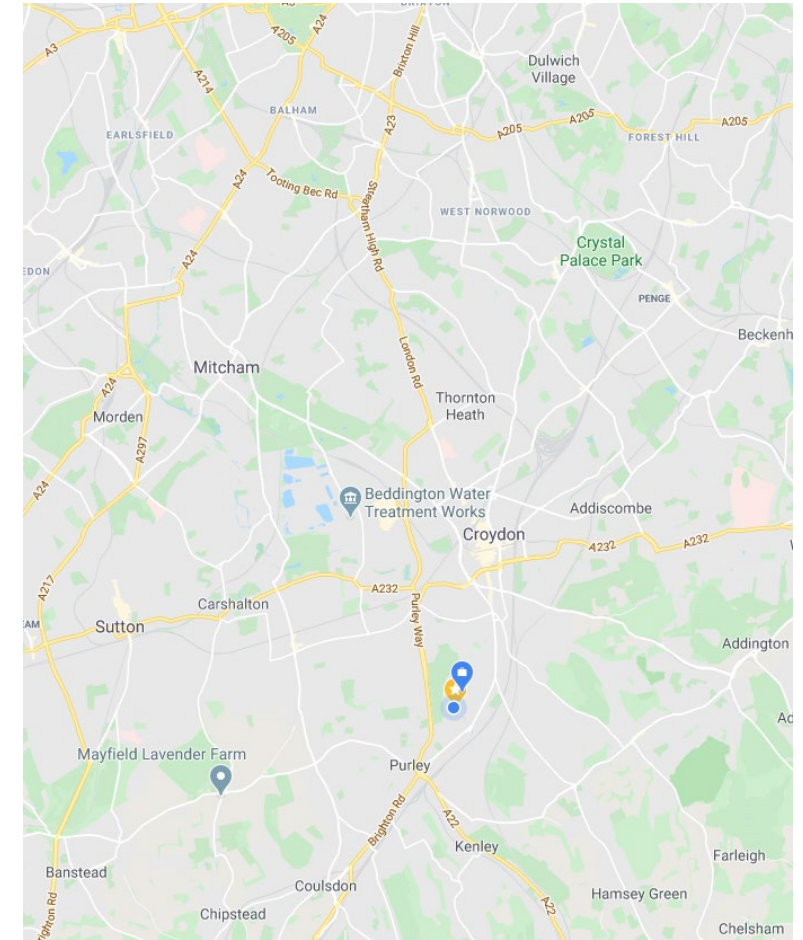 BRIXTON
A24
A3
A205
Brixton Hill
Dulwich
Village
A214
BALHAM
A23
A205
A205
A205
EARLSFIELD
FOREST HILL
A24
Tooting Bec Rd
Streatham High Rd
WEST NORWOOD
Crystal
Palace Park
A24
EDON
PENGE
Beckenh
London Rd
Mitcham
A24
Thornton
Heath
Morden
A297
A24
Beddington Water
Treatment Works
Addiscombe
Croydon
A232
A232
A232
A217
Carshalton
Purley Way
EAM
Sutton
Addington
Ad
Mayfield Lavender Farm
Purley
Brighton Rd
A22
Kenley
Farleigh
Banstead
Coulsdon
Hamsey Green
righton Rd
Chipstead
A22
Chelsham